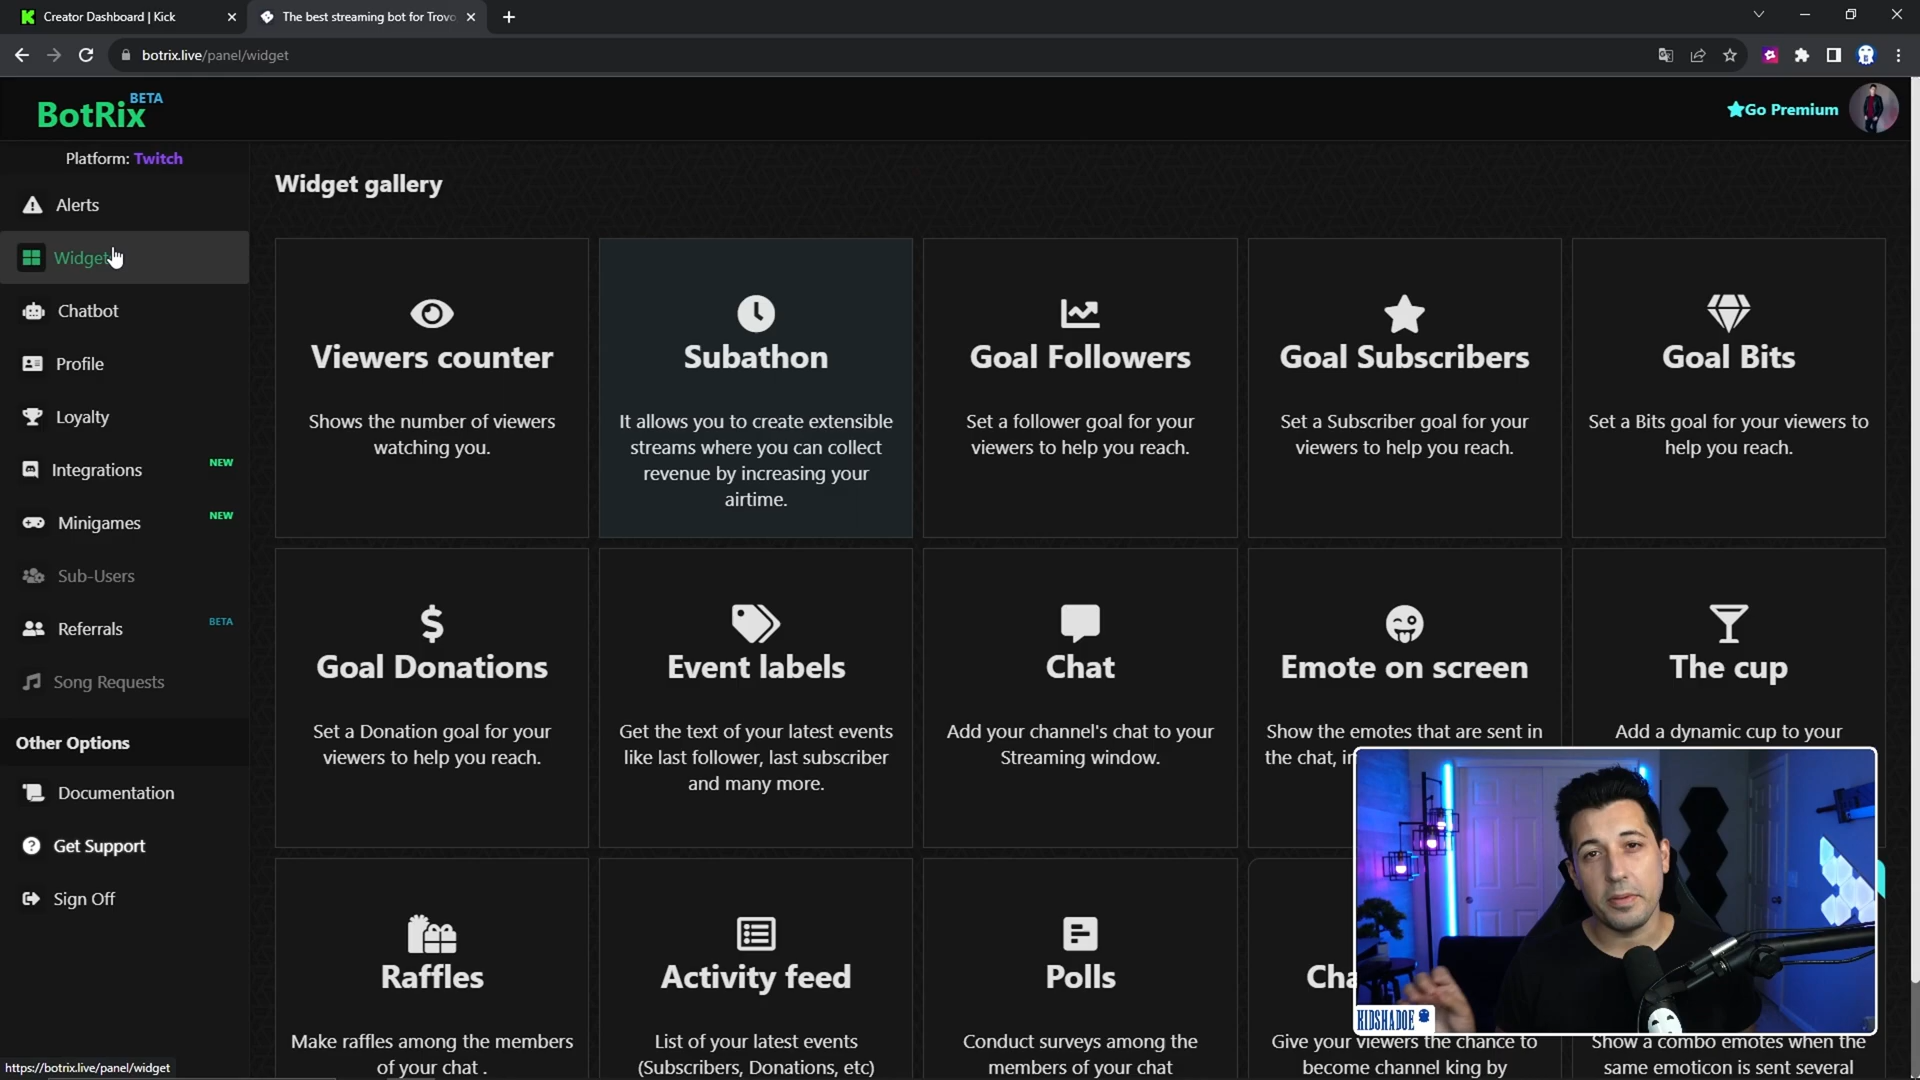 Creator Dashboard | Kick
The best streaming bot for Trovo
botrix.live/panel/widget
BotRix BETA
Go Premium
Platform: Twitch
Alerts
Widget
Chatbot
Profile
Loyalty
Integrations NEW
Minigames NEW
Sub-Users
Referrals BETA
Song Requests
Other Options
Documentation
Get Support
Sign Off
https://botrix.live/panel/widget
Widget gallery
Viewers counter
Shows the number of viewers
watching you.
Subathon
It allows you to create extensible
streams where you can collect
revenue by increasing your
airtime.
Goal Followers
Set a follower goal for your
viewers to help you reach.
Goal Subscribers
Set a Subscriber goal for your
viewers to help you reach.
Goal Bits
Set a Bits goal for your viewers to
help you reach.
Goal Donations
Set a Donation goal for your
viewers to help you reach.
Event labels
Get the text of your latest events
like last follower, last subscriber
and many more.
Chat
Add your channel's chat to your
Streaming window.
Emote on screen
Show the emotes that are sent in
the chat,
The cup
Add a dynamic cup to your
Raffles
Make raffles among the members
of your chat .
Activity feed
List of your latest events
(Subscribers, Donations, etc)
Polls
Conduct surveys among the
members of your chat
Give your viewers the chance to
become channel king by
Show a combo emotes when the
same emoticon is sent several
KIDSHADOE